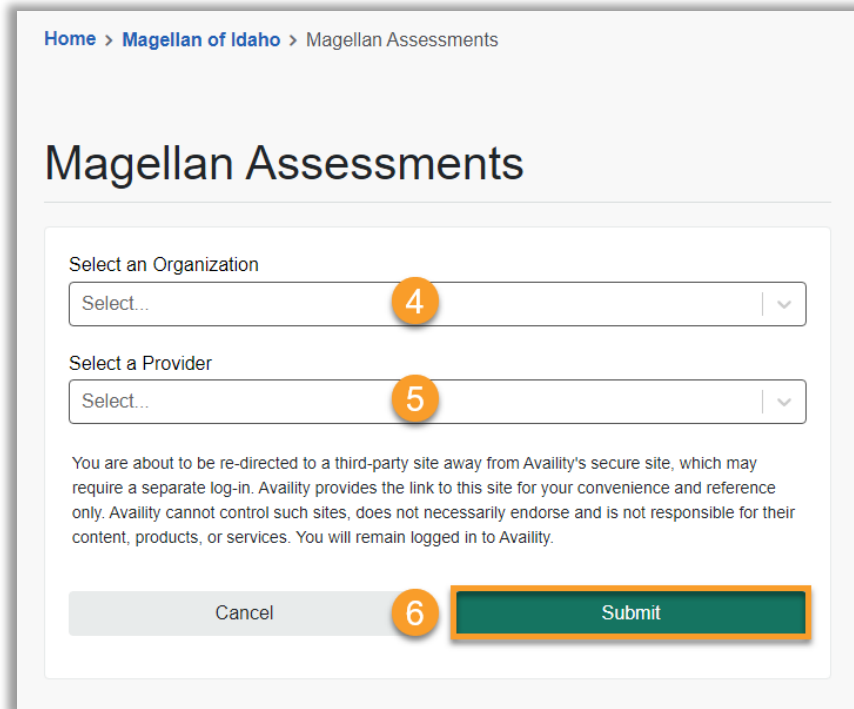 Home > Magellan of Idaho > Magellan Assessments
Magellan Assessments
Select an Organization
Select...
4
Select a Provider
Select...
5
You are about to be re-directed to a third-party site away from Availity's secure site, which may
require a separate log-in. Availity provides the link to this site for your convenience and reference
only. Availity cannot control such sites, does not necessarily endorse and is not responsible for their
content, products, or services. You will remain logged in to Availity.
Cancel 6 Submit